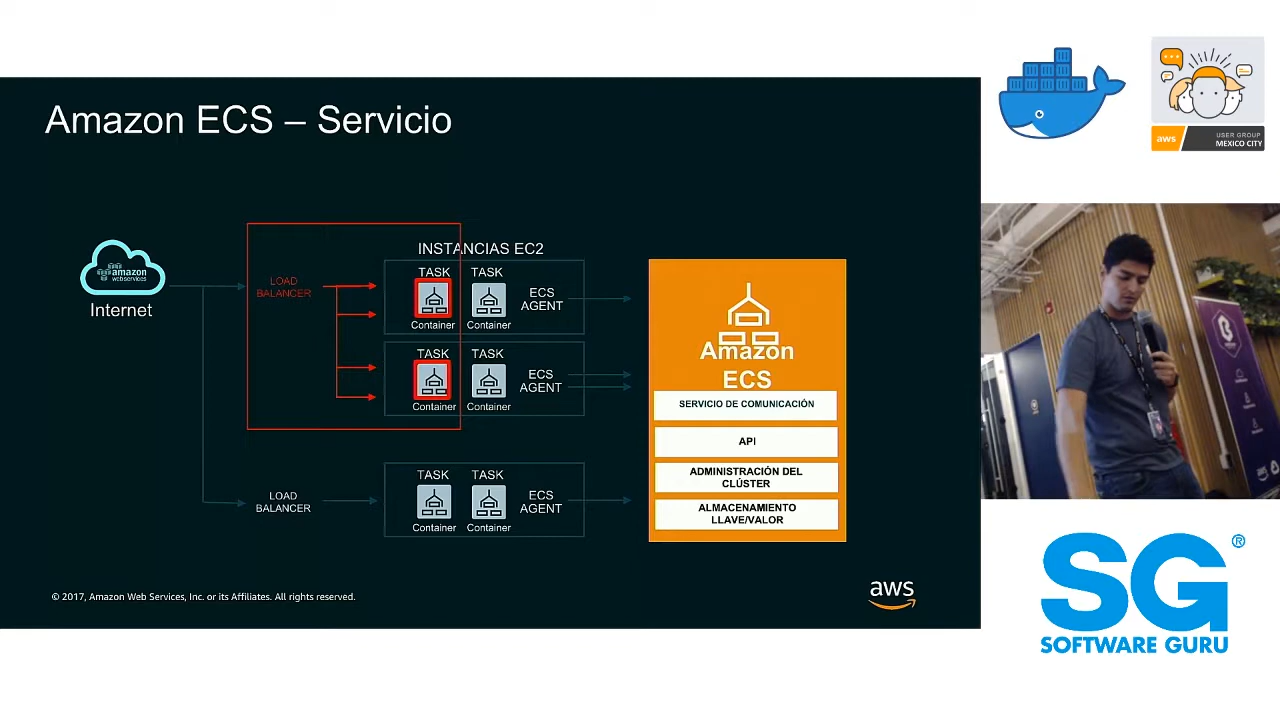 Amazon ECS – Servicio
INSTANCIAS EC2
amazon
webservices
Internet
LOAD
BALANCER
TASK
TASK
Container
Container
ECS
AGENT
TASK
TASK
Container
Container
ECS
AGENT
LOAD
BALANCER
TASK
TASK
Container
Container
ECS
AGENT
Amazon
ECS
SERVICIO DE COMUNICACIÓN
API
ADMINISTRACIÓN DEL
CLÚSTER
ALMACENAMIENTO
LLAVE/VALOR
© 2017, Amazon Web Services, Inc. or its Affiliates. All rights reserved.
aws
aws
USER GROUP
MEXICO CITY
SG
®
SOFTWARE GURU